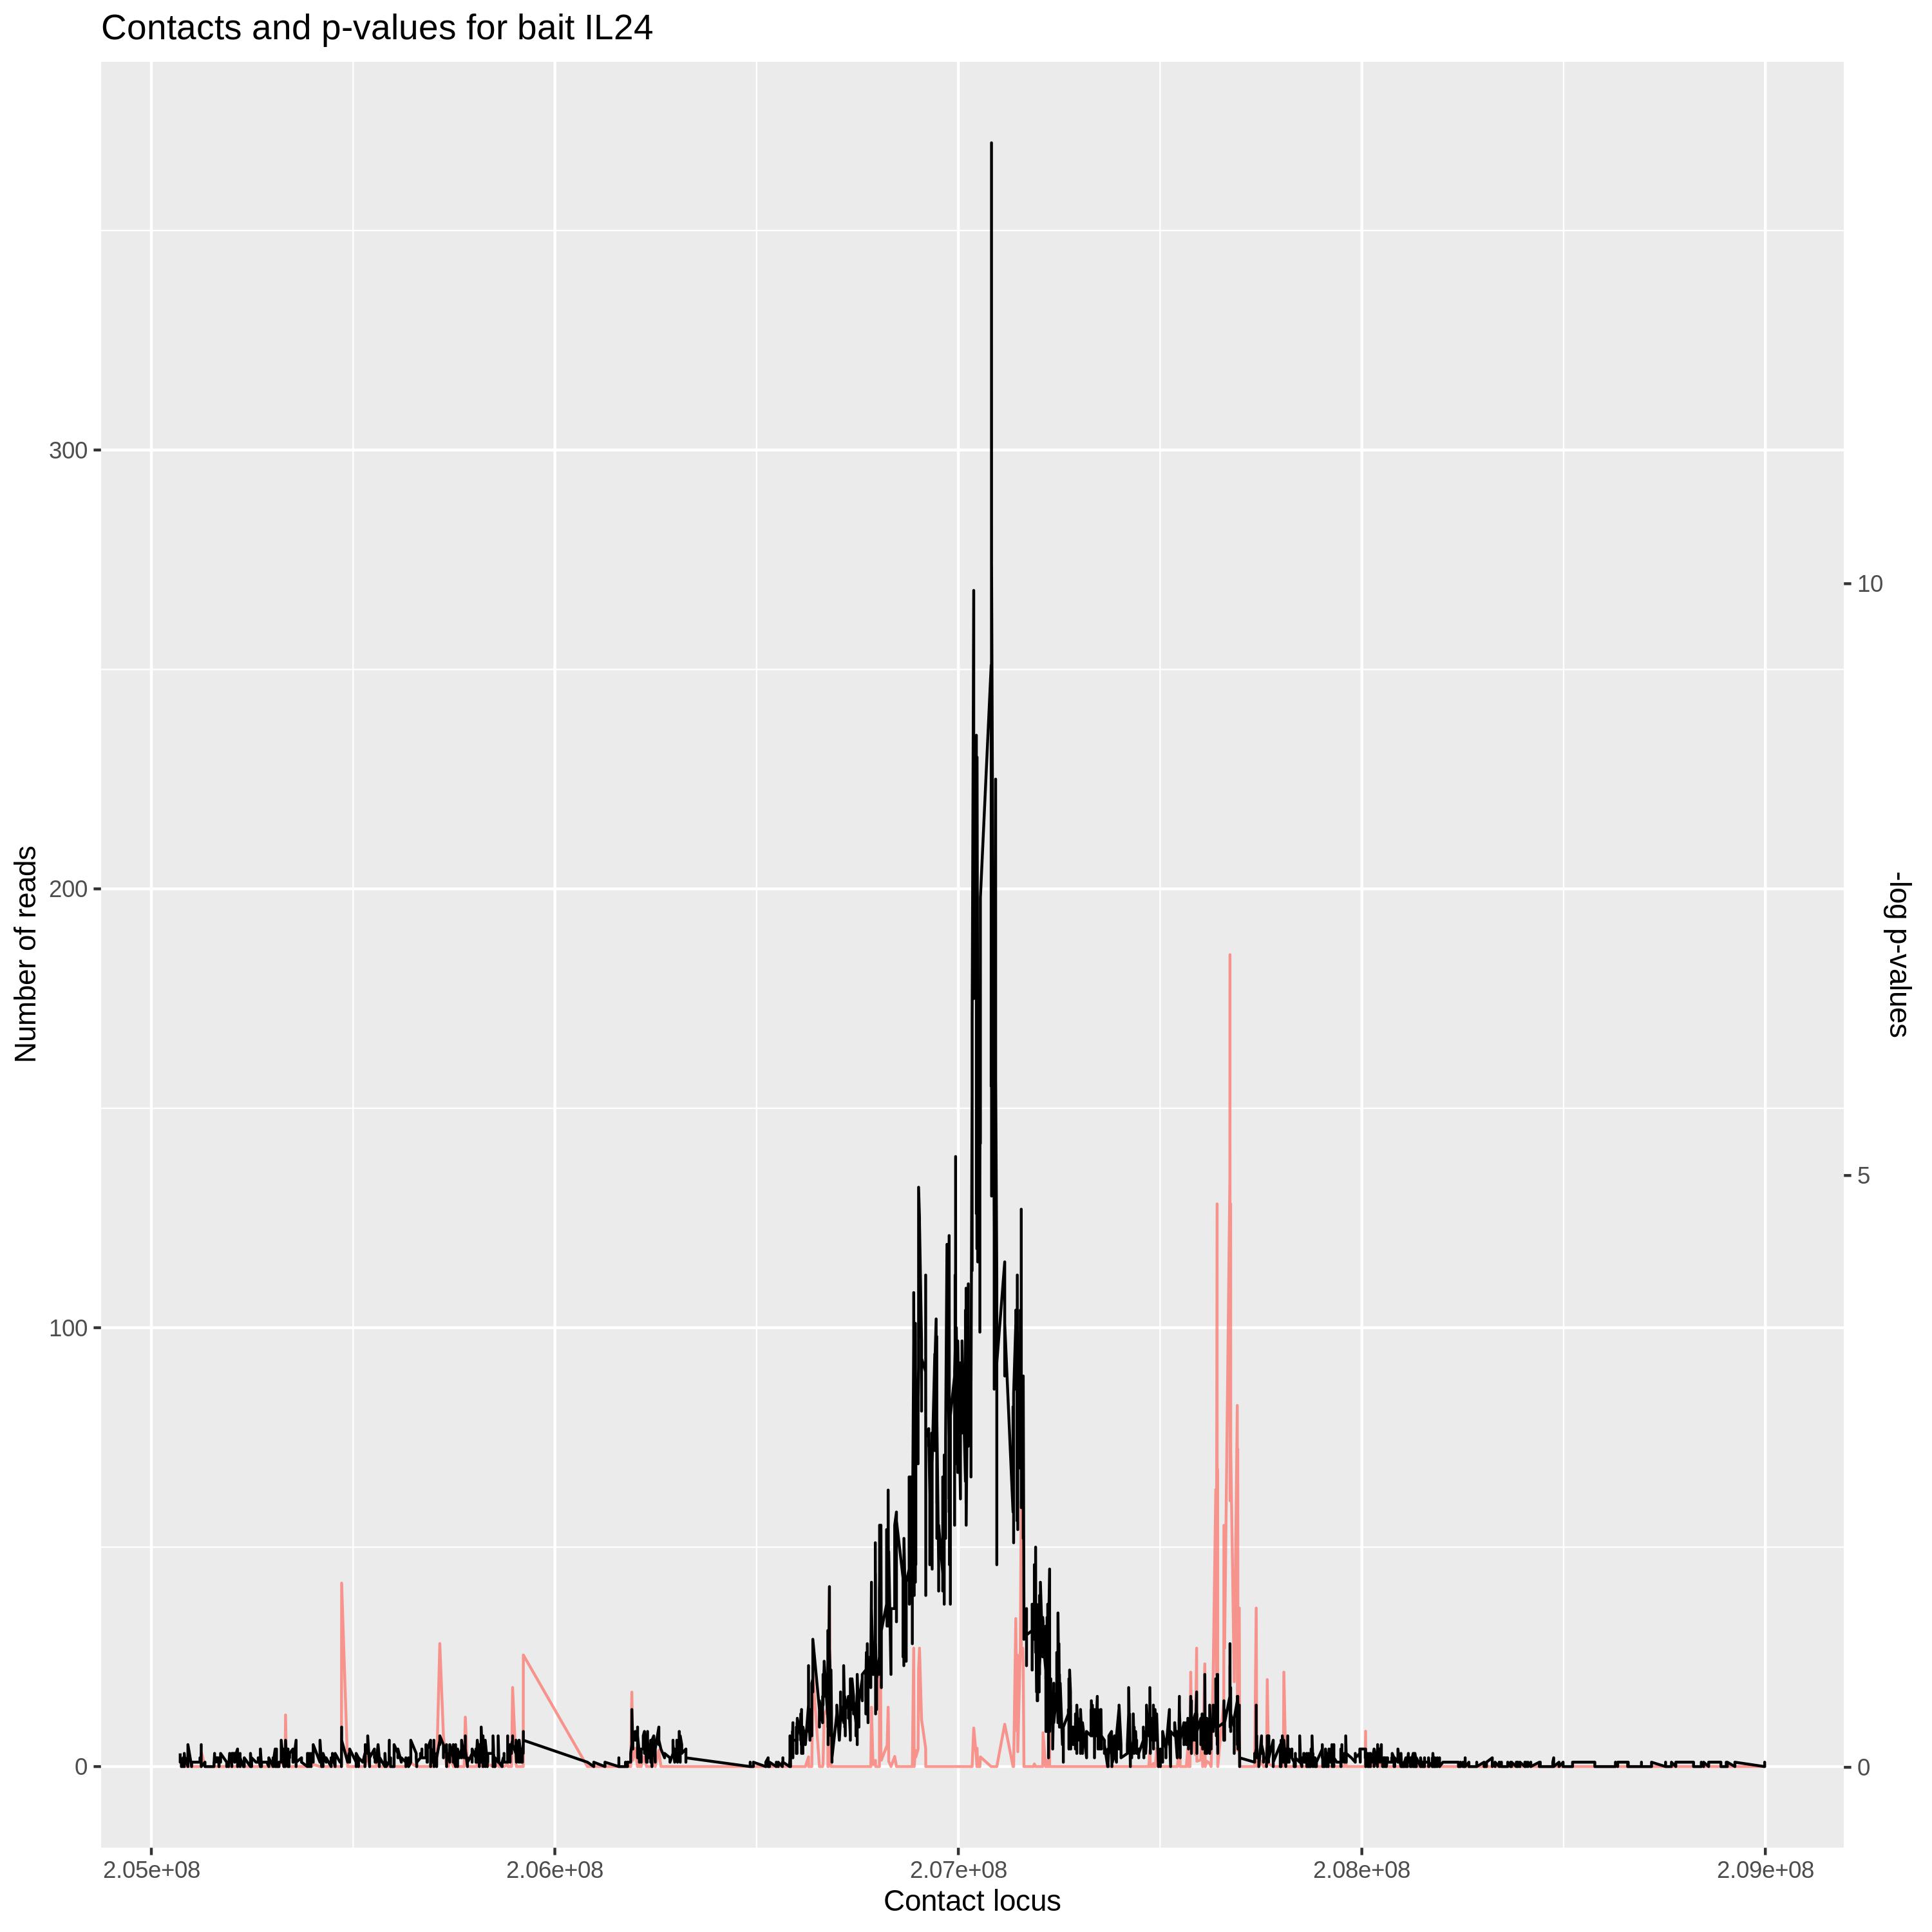 Contacts and p-values for bait IL24
Number of reads
300
200
100
0
10
5
0
-log p-values
2.05e+08
2.06e+08
2.07e+08
2.08e+08
2.09e+08
Contact locus